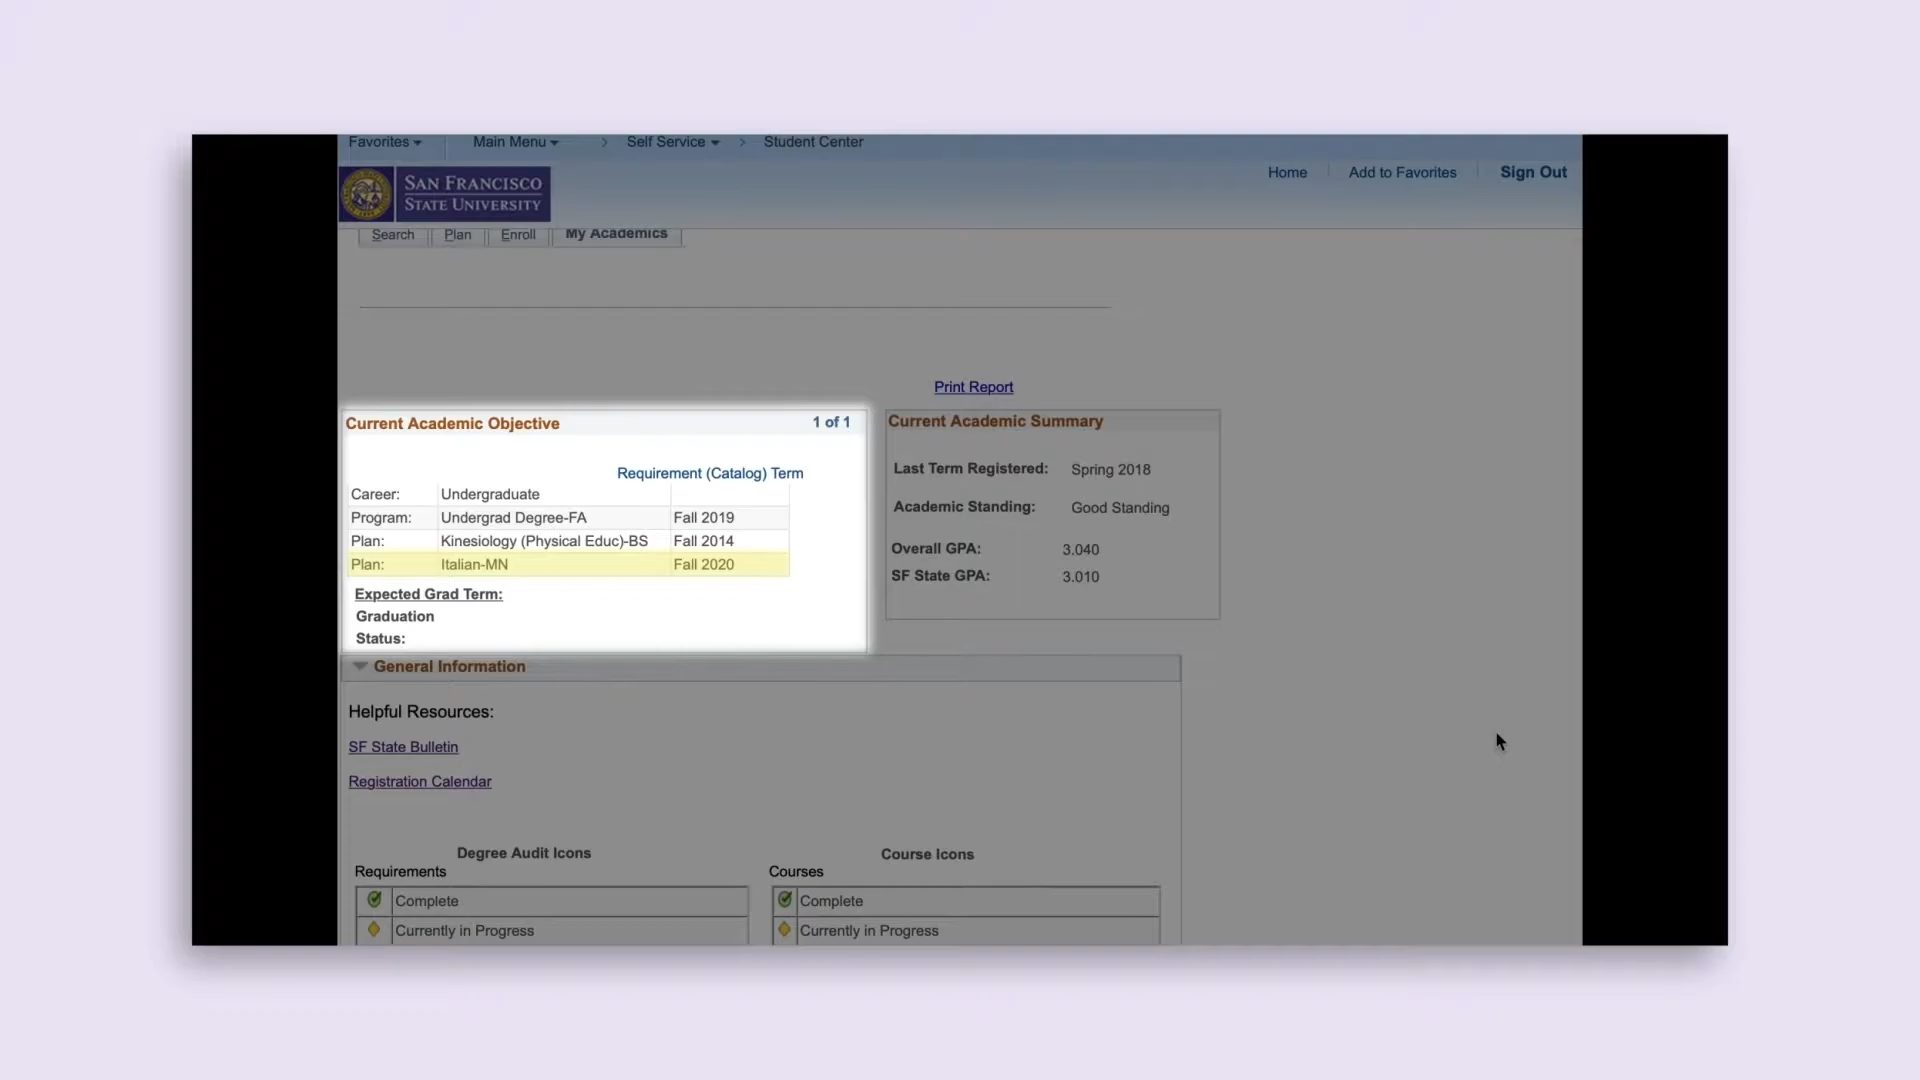 Favorites Main Menu > Self Service > Student Center
SAN FRANCISCO
STATE UNIVERSITY
Home Add to Favorites Sign Out
Search Plan Enroll My Academics
Print Report
Current Academic Objective 1 of 1
Requirement (Catalog) Term
Career: Undergraduate
Program: Undergrad Degree-FA Fall 2019
Plan: Kinesiology (Physical Educ)-BS Fall 2014
Plan: Italian-MN Fall 2020
Expected Grad Term:
Graduation
Status:
Current Academic Summary
Last Term Registered: Spring 2018
Academic Standing: Good Standing
Overall GPA: 3.040
SF State GPA: 3.010
General Information
Helpful Resources:
SF State Bulletin
Registration Calendar
Degree Audit Icons
Requirements
Complete
Currently in Progress
Course Icons
Courses
Complete
Currently in Progress